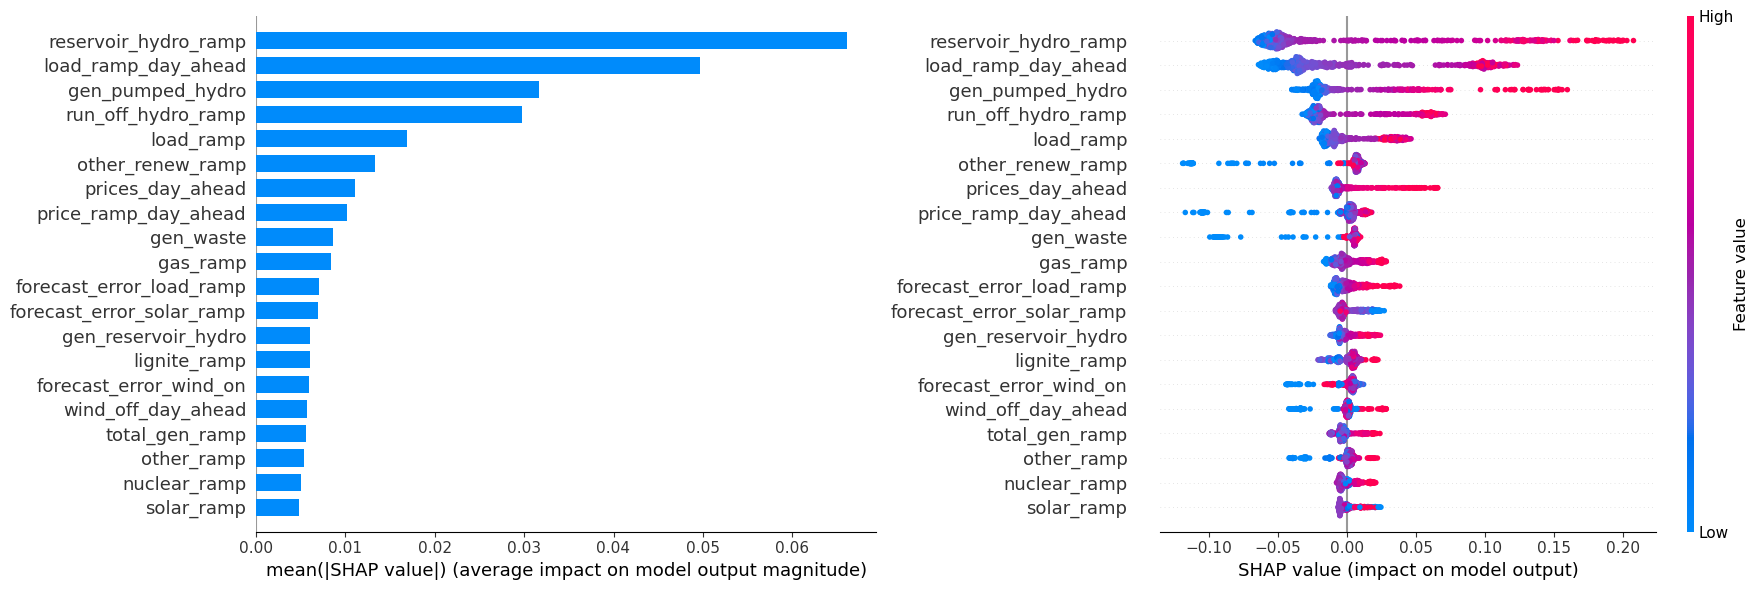 reservoir_hydro_ramp
load_ramp_day_ahead
gen_pumped_hydro
run_off_hydro_ramp
load_ramp
other_renew_ramp
prices_day_ahead
price_ramp_day_ahead
gen_waste
gas_ramp
forecast_error_load_ramp
forecast_error_solar_ramp
gen_reservoir_hydro
lignite_ramp
forecast_error_wind_on
wind_off_day_ahead
total_gen_ramp
other_ramp
nuclear_ramp
solar_ramp
0.00 0.01 0.02 0.03 0.04 0.05 0.06
mean(|SHAP value|) (average impact on model output magnitude)
reservoir_hydro_ramp
load_ramp_day_ahead
gen_pumped_hydro
run_off_hydro_ramp
load_ramp
other_renew_ramp
prices_day_ahead
price_ramp_day_ahead
gen_waste
gas_ramp
forecast_error_load_ramp
forecast_error_solar_ramp
gen_reservoir_hydro
lignite_ramp
forecast_error_wind_on
wind_off_day_ahead
total_gen_ramp
other_ramp
nuclear_ramp
solar_ramp
−0.10 −0.05 0.00 0.05 0.10 0.15 0.20
SHAP value (impact on model output)
High
Feature value
Low